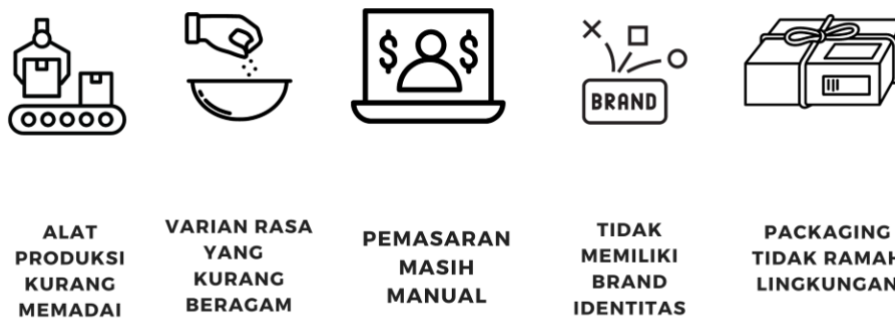 BRAND
ALAT
PRODUKSI
KURANG
MEMADAI
VARIAN RASA
YANG
KURANG
BERAGAM
PEMASARAN
MASIH
MANUAL
TIDAK
MEMILIKI
BRAND
IDENTITAS
PACKAGING
TIDAK RAMAH
LINGKUNGAN